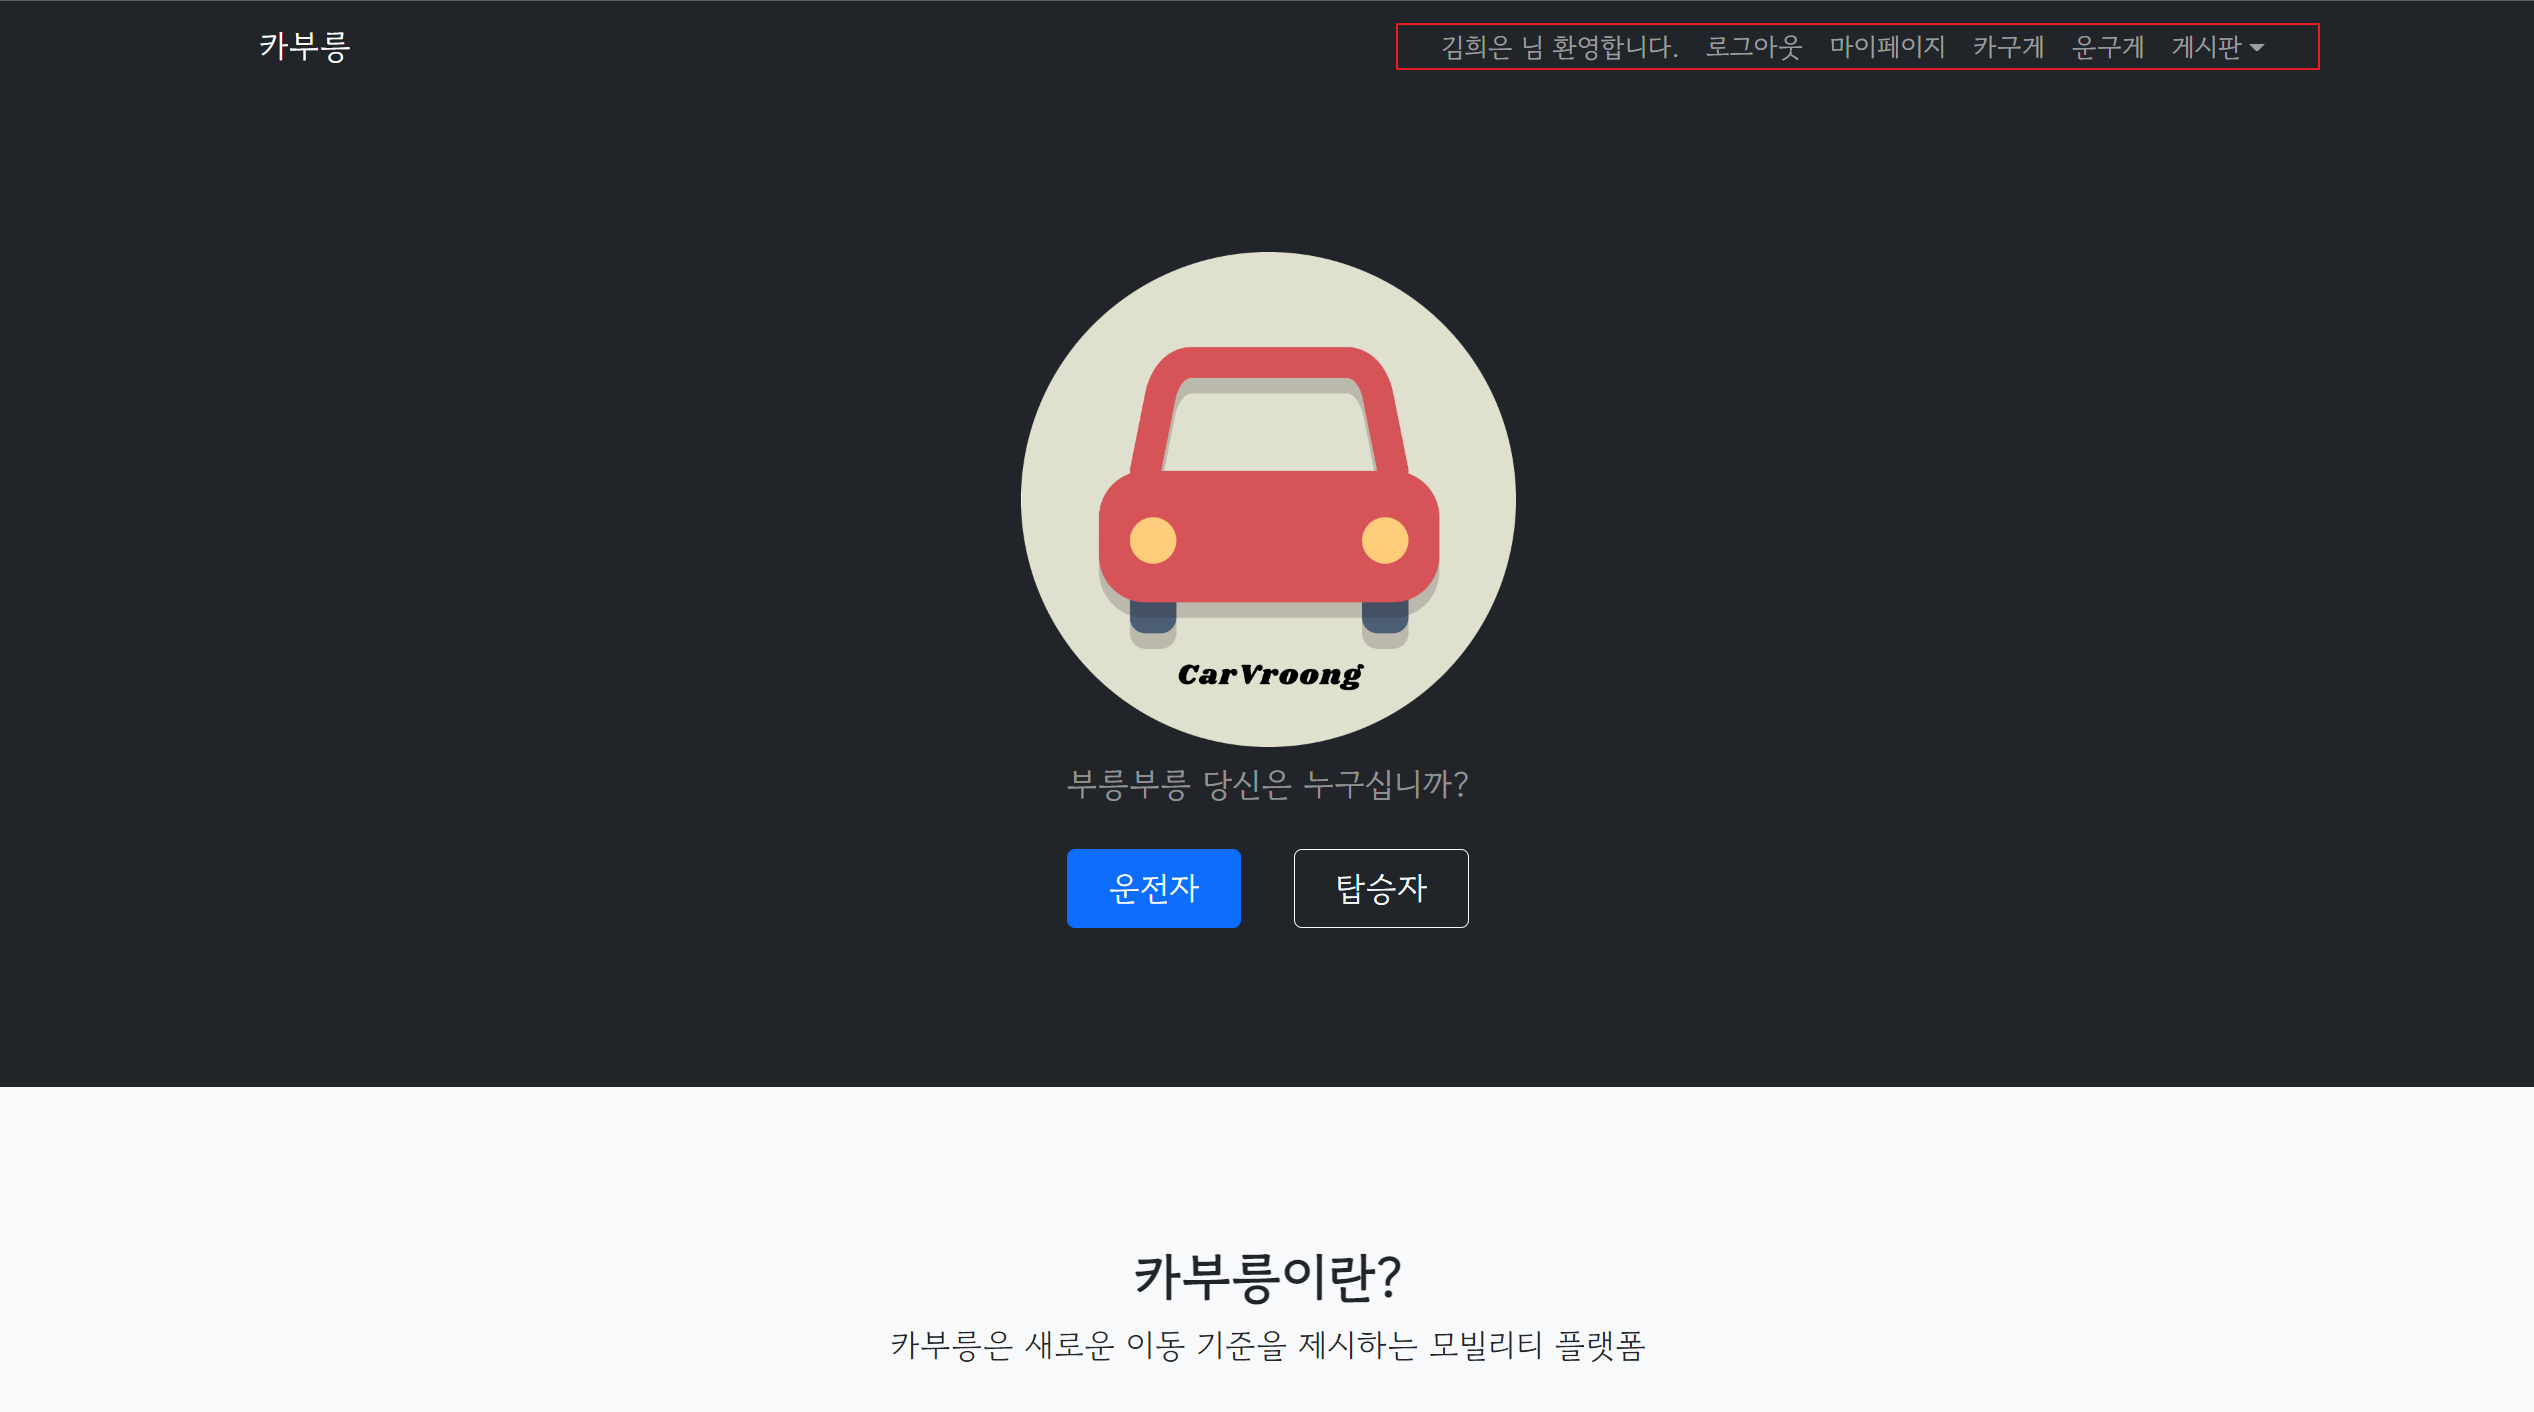 카부릉 김희은 님 환영합니다. 로그아웃 마이페이지 카구게 운구게 게시판
CarVroong
부릉부릉 당신은 누구십니까?
운전자 탑승자
카부릉이란?
카부릉은 새로운 이동 기준을 제시하는 모빌리티 플랫폼